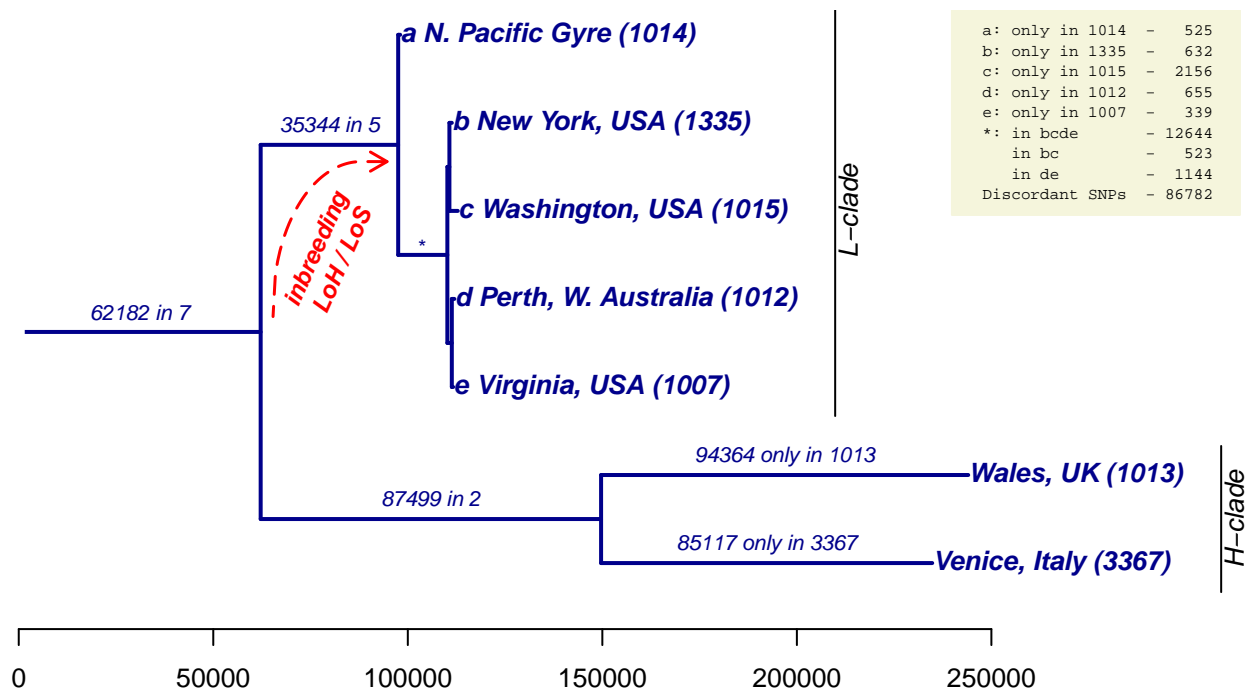 a N. Pacific Gyre (1014)
35344 in 5
b New York, USA (1335)
inbreeding
LoH / LoS
c Washington, USA (1015)
*
L−clade
62182 in 7
d Perth, W. Australia (1012)
e Virginia, USA (1007)
94364 only in 1013
Wales, UK (1013)
87499 in 2
85117 only in 3367
Venice, Italy (3367)
H−clade
a: only in 1014 - 525
b: only in 1335 - 632
c: only in 1015 - 2156
d: only in 1012 - 655
e: only in 1007 - 339
*: in bcde - 12644
in bc - 523
in de - 1144
Discordant SNPs - 86782
0 50000 100000 150000 200000 250000